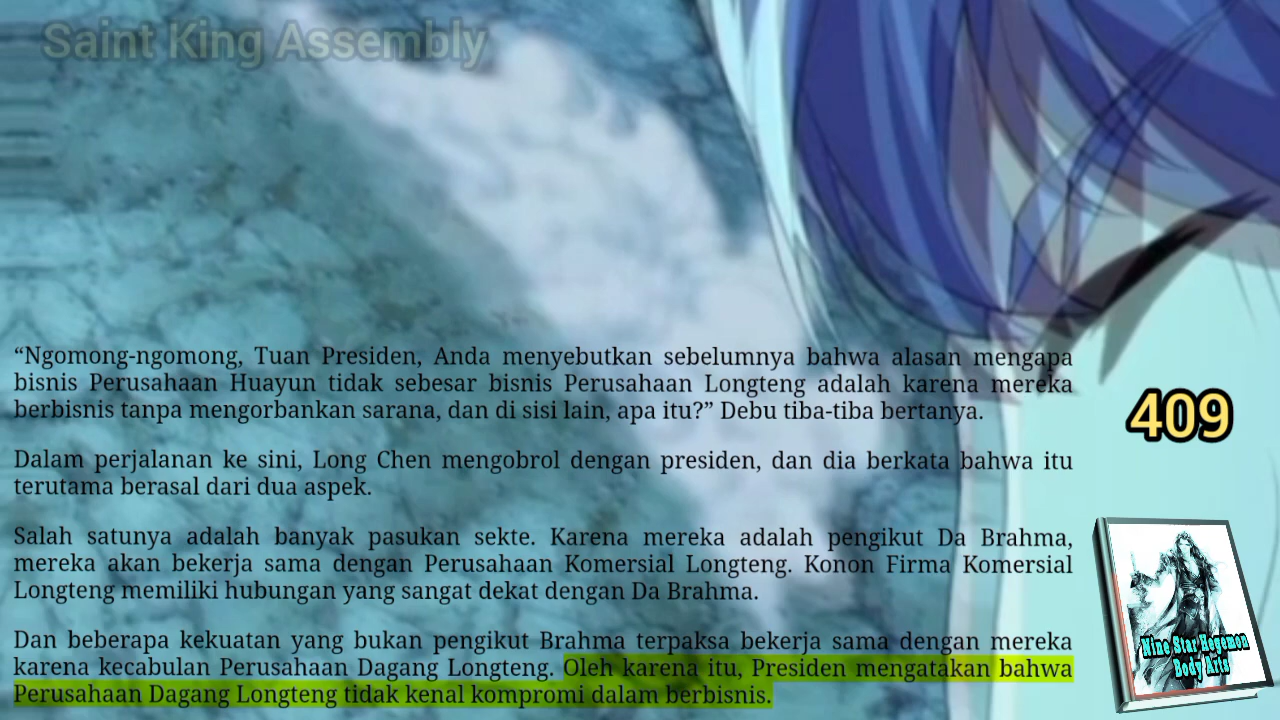 Saint King Assembly
“Ngomong-ngomong, Tuan Presiden, Anda menyebutkan sebelumnya bahwa alasan mengapa
bisnis Perusahaan Huayun tidak sebesar bisnis Perusahaan Longteng adalah karena mereka
berbisnis tanpa mengorbankan sarana, dan di sisi lain, apa itu?” Debu tiba-tiba bertanya.
Dalam perjalanan ke sini, Long Chen mengobrol dengan presiden, dan dia berkata bahwa itu
terutama berasal dari dua aspek.
Salah satunya adalah banyak pasukan sekte. Karena mereka adalah pengikut Da Brahma,
mereka akan bekerja sama dengan Perusahaan Komersial Longteng. Konon Firma Komersial
Longteng memiliki hubungan yang sangat dekat dengan Da Brahma.
Dan beberapa kekuatan yang bukan pengikut Brahma terpaksa bekerja sama dengan mereka
karena kecabulan Perusahaan Dagang Longteng. Oleh karena itu, Presiden mengatakan bahwa
Perusahaan Dagang Longteng tidak kenal kompromi dalam berbisnis.
409
Nine Star Hegemon
Body Arts